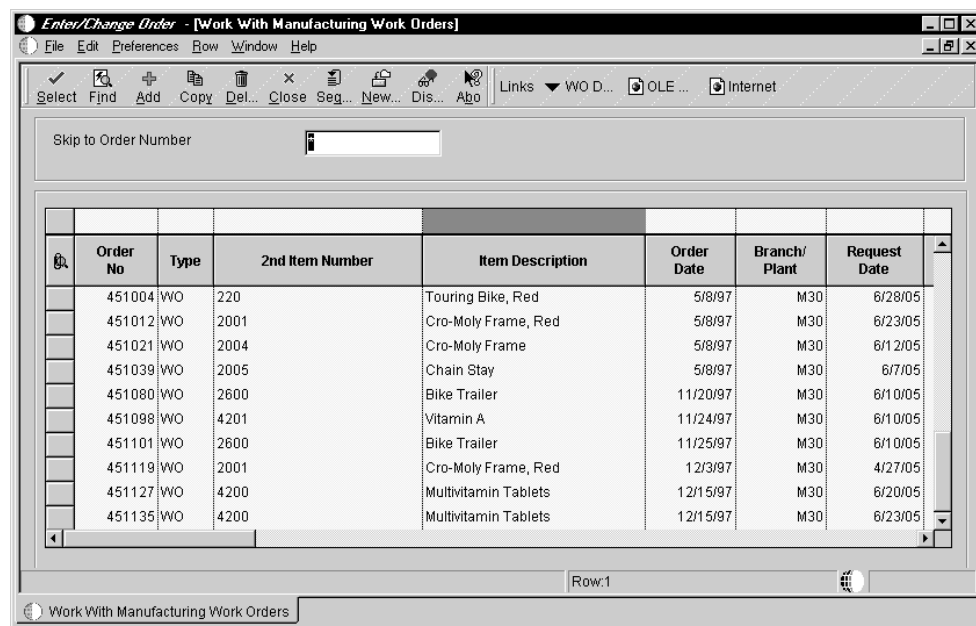 Enter/Change Order - [Work With Manufacturing Work Orders]
File Edit Preferences Row Window Help
Select Find Add Copy Del... Close Seq... New... Dis... Abo Links WO D... OLE ... Internet
Skip to Order Number *
Order No Type 2nd Item Number Item Description Order Date Branch/ Plant Request Date
451004 WO 220 Touring Bike, Red 5/8/97 M30 6/28/05
451012 WO 2001 Cro-Moly Frame, Red 5/8/97 M30 6/23/05
451021 WO 2004 Cro-Moly Frame 5/8/97 M30 6/12/05
451039 WO 2005 Chain Stay 5/8/97 M30 6/7/05
451080 WO 2600 Bike Trailer 11/20/97 M30 6/10/05
451098 WO 4201 Vitamin A 11/24/97 M30 6/10/05
451101 WO 2600 Bike Trailer 11/25/97 M30 6/10/05
451119 WO 2001 Cro-Moly Frame, Red 12/3/97 M30 4/27/05
451127 WO 4200 Multivitamin Tablets 12/15/97 M30 6/20/05
451135 WO 4200 Multivitamin Tablets 12/15/97 M30 6/23/05
Row:1
Work With Manufacturing Work Orders